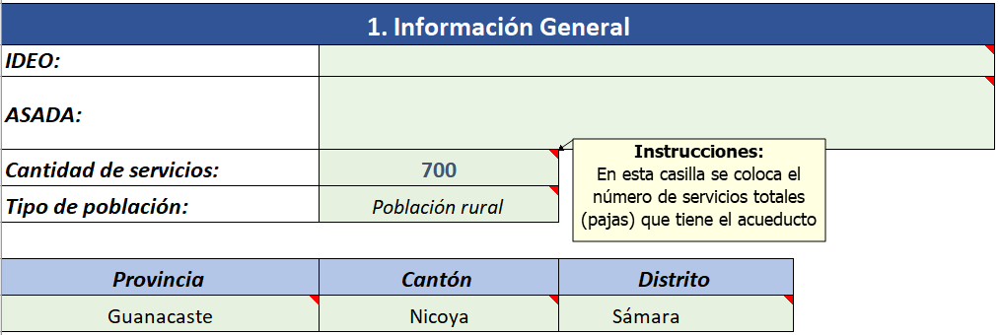 1. Información General
IDEO:
ASADA:
Cantidad de servicios: 700
Tipo de población: Población rural
Instrucciones:
En esta casilla se coloca el
número de servicios totales
(pajas) que tiene el acueducto
Provincia Cantón Distrito
Guanacaste Nicoya Sámara